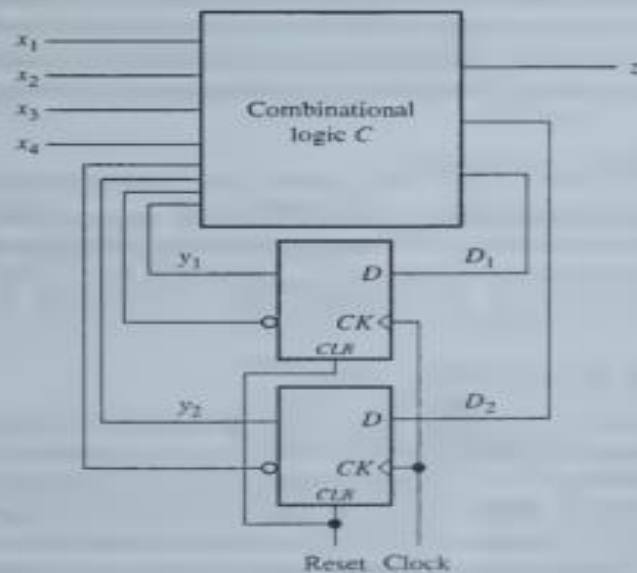 x₁
x₂
x₃
x₄
Combinational
logic C
z
y₁
D
D₁
CK
CLR
y₂
D
D₂
CK
CLR
Reset Clock